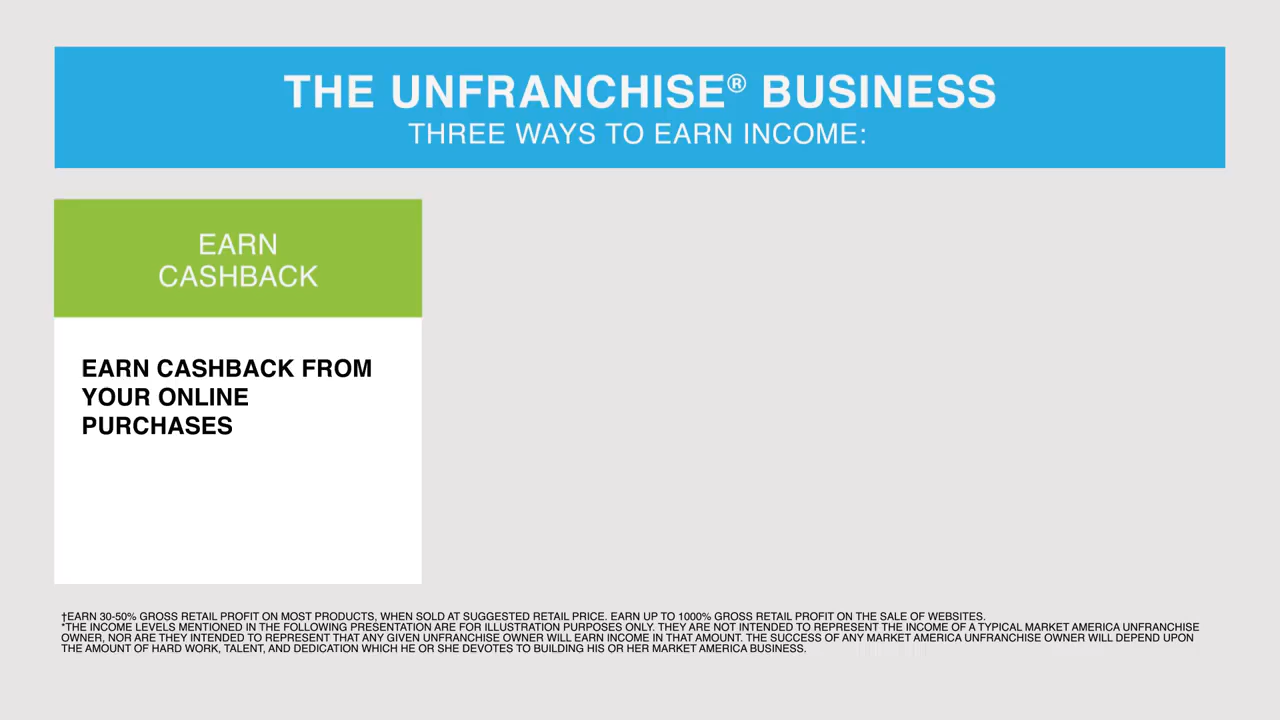 THE UNFRANCHISE® BUSINESS
THREE WAYS TO EARN INCOME:
EARN
CASHBACK
EARN CASHBACK FROM
YOUR ONLINE
PURCHASES
†EARN 30-50% GROSS RETAIL PROFIT ON MOST PRODUCTS, WHEN SOLD AT SUGGESTED RETAIL PRICE. EARN UP TO 1000% GROSS RETAIL PROFIT ON THE SALE OF WEBSITES.
*THE INCOME LEVELS MENTIONED IN THE FOLLOWING PRESENTATION ARE FOR ILLUSTRATION PURPOSES ONLY. THEY ARE NOT INTENDED TO REPRESENT THE INCOME OF A TYPICAL MARKET AMERICA UNFRANCHISE
OWNER, NOR ARE THEY INTENDED TO REPRESENT THAT ANY GIVEN UNFRANCHISE OWNER WILL EARN INCOME IN THAT AMOUNT. THE SUCCESS OF ANY MARKET AMERICA UNFRANCHISE OWNER WILL DEPEND UPON
THE AMOUNT OF HARD WORK, TALENT, AND DEDICATION WHICH HE OR SHE DEVOTES TO BUILDING HIS OR HER MARKET AMERICA BUSINESS.